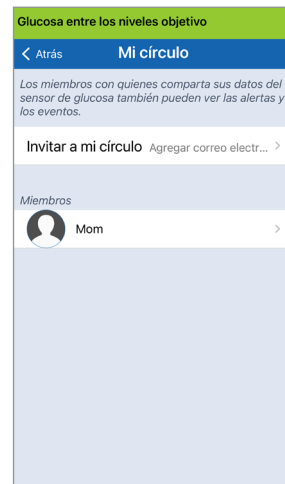 Glucosa entre los niveles objetivo
Atrás Mi círculo
Los miembros con quienes comparta sus datos del
sensor de glucosa también pueden ver las alertas y
los eventos.
Invitar a mi círculo Agregar correo electr...
Miembros
Mom